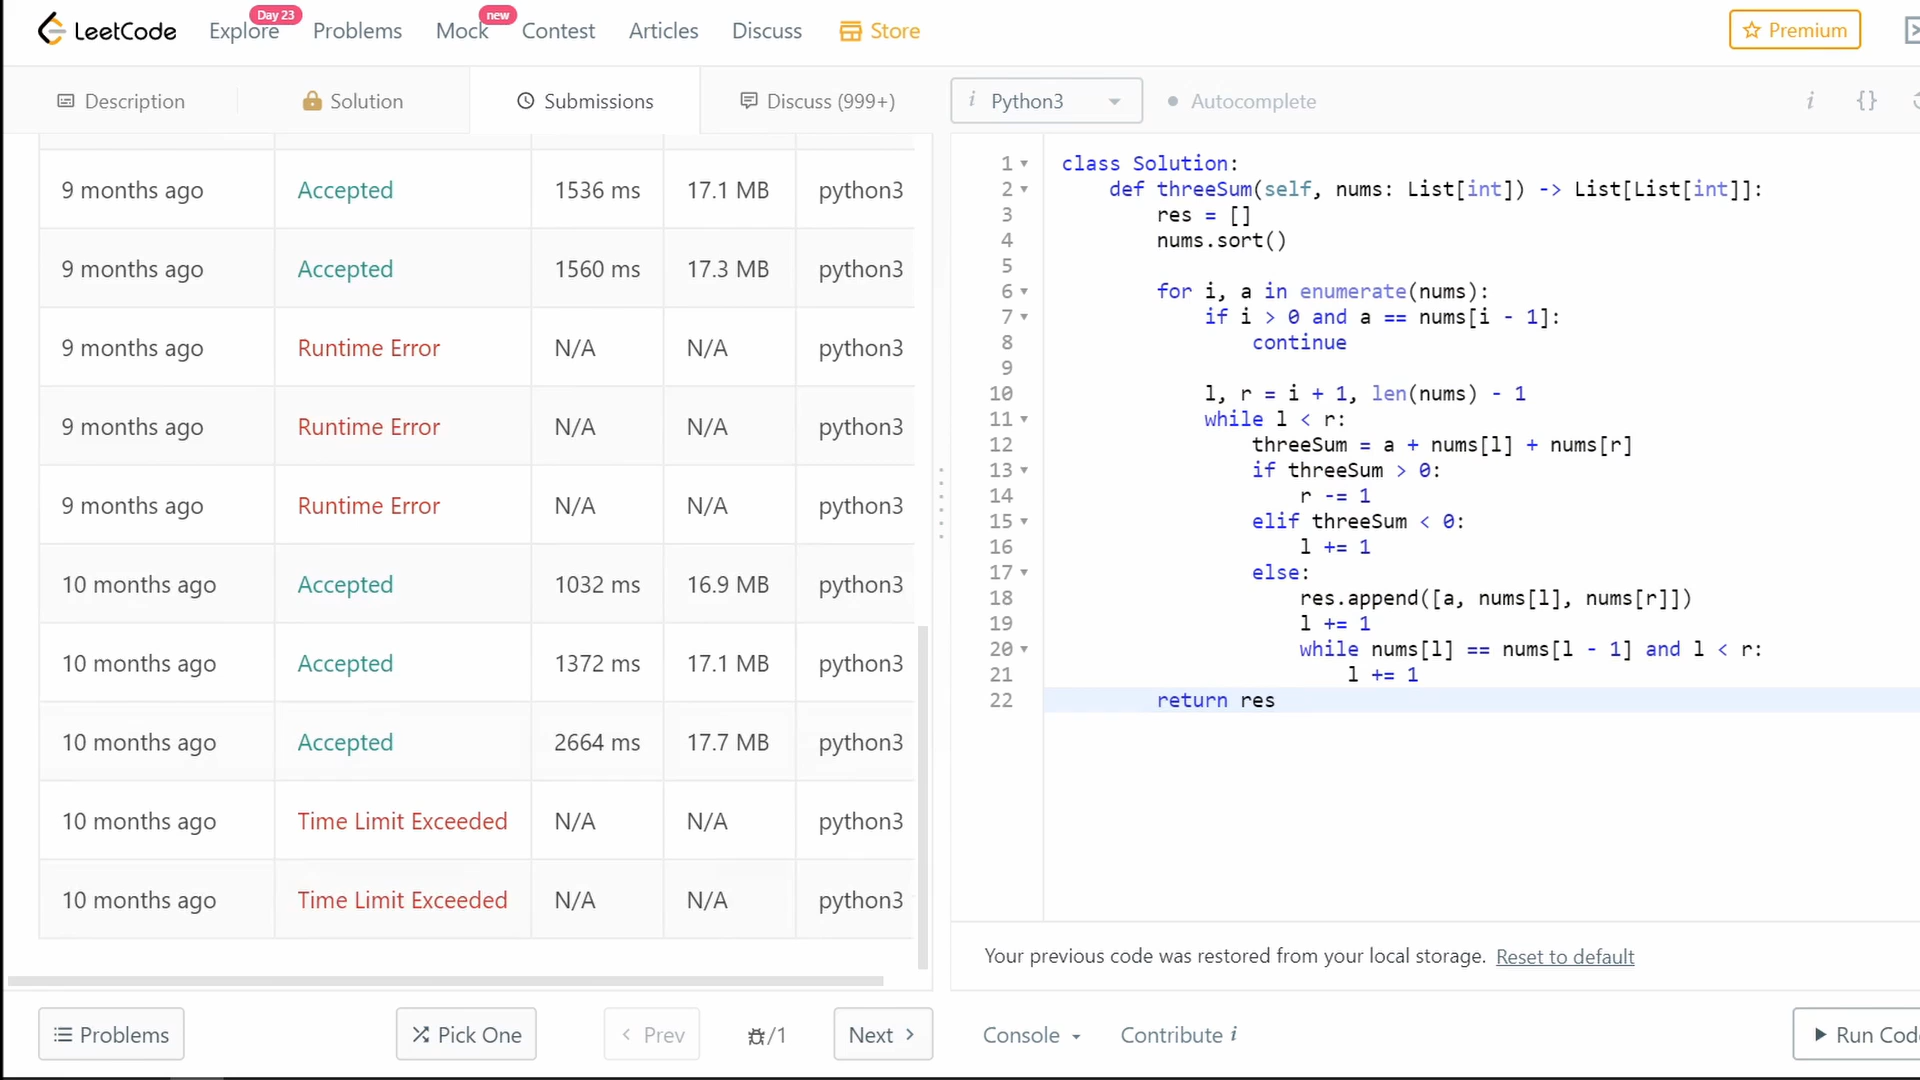 LeetCode Explore Day 23 Problems Mock new Contest Articles Discuss Store Premium
Description Solution Submissions Discuss (999+)
9 months ago Accepted 1536 ms 17.1 MB python3
9 months ago Accepted 1560 ms 17.3 MB python3
9 months ago Runtime Error N/A N/A python3
9 months ago Runtime Error N/A N/A python3
9 months ago Runtime Error N/A N/A python3
10 months ago Accepted 1032 ms 16.9 MB python3
10 months ago Accepted 1372 ms 17.1 MB python3
10 months ago Accepted 2664 ms 17.7 MB python3
10 months ago Time Limit Exceeded N/A N/A python3
10 months ago Time Limit Exceeded N/A N/A python3
Problems Pick One Prev /1 Next
i Python3 Autocomplete i {}
1 class Solution:
2     def threeSum(self, nums: List[int]) -> List[List[int]]:
3         res = []
4         nums.sort()
5
6         for i, a in enumerate(nums):
7             if i > 0 and a == nums[i - 1]:
8                 continue
9
10             l, r = i + 1, len(nums) - 1
11             while l < r:
12                 threeSum = a + nums[l] + nums[r]
13                 if threeSum > 0:
14                     r -= 1
15                 elif threeSum < 0:
16                     l += 1
17                 else:
18                     res.append([a, nums[l], nums[r]])
19                     l += 1
20                     while nums[l] == nums[l - 1] and l < r:
21                         l += 1
22         return res
Your previous code was restored from your local storage. Reset to default
Console Contribute i Run Cod